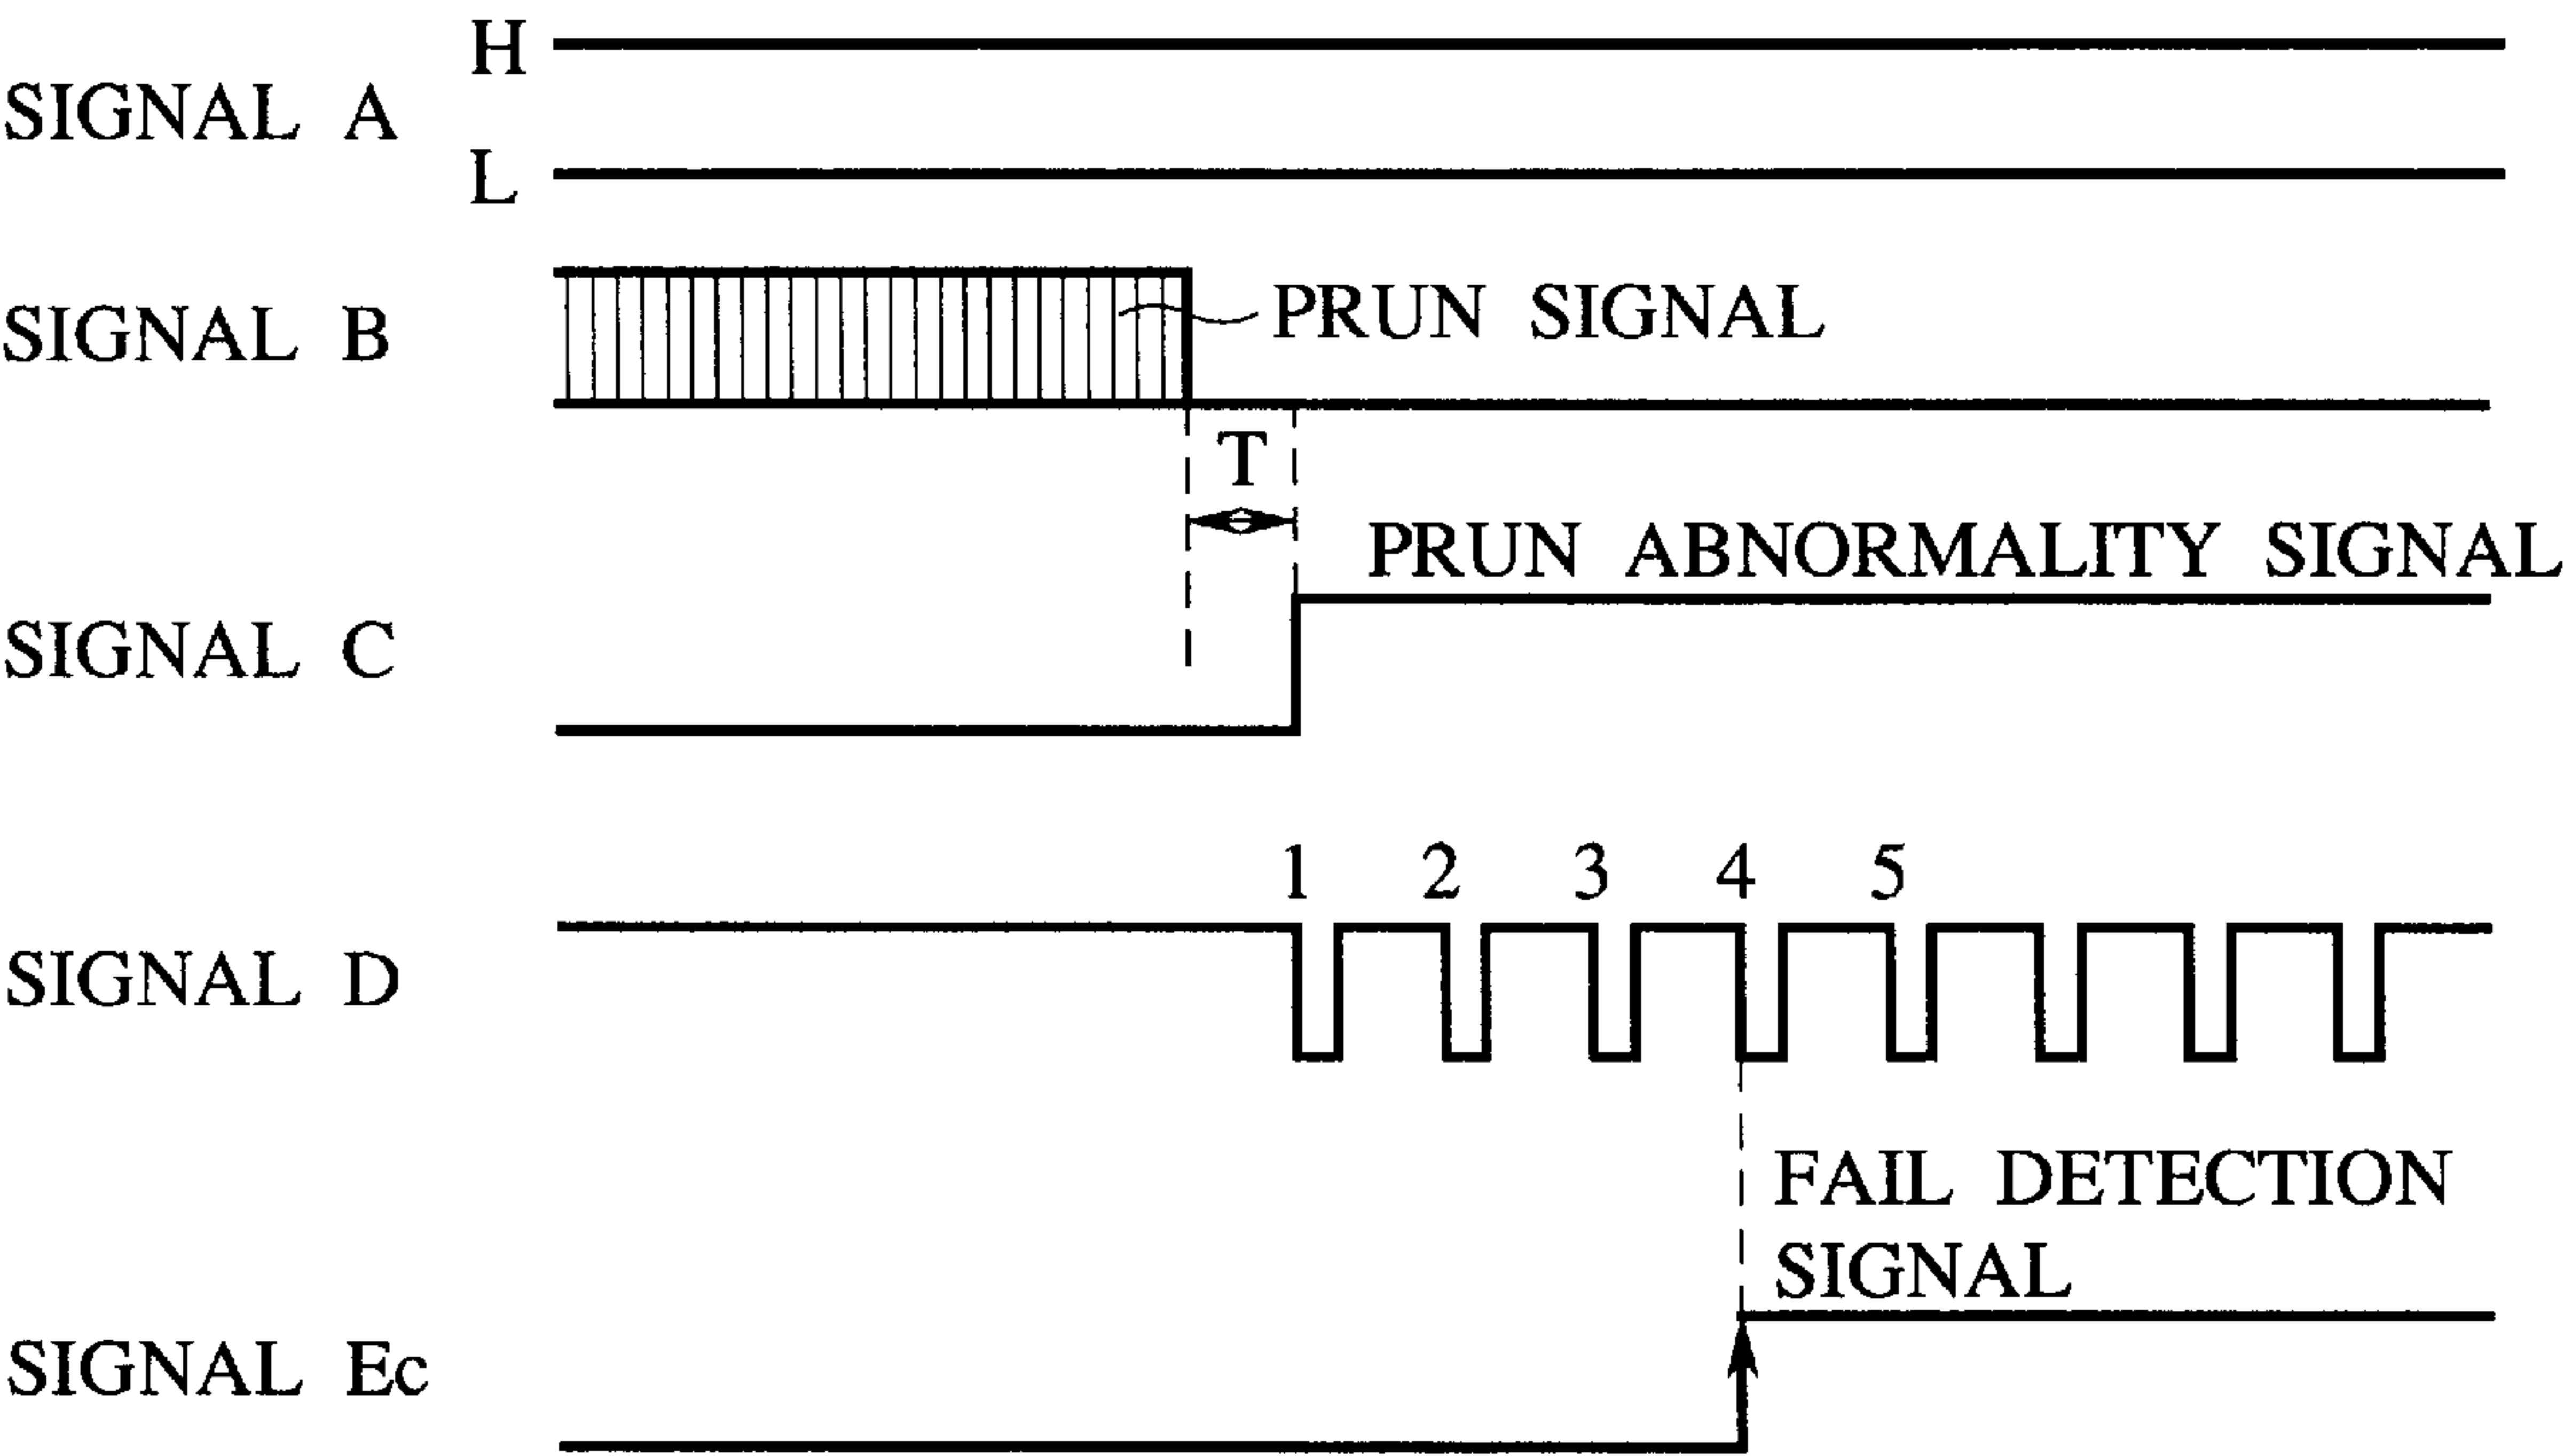 H
SIGNAL A
L
SIGNAL B
PRUN SIGNAL
T
PRUN ABNORMALITY SIGNAL
SIGNAL C
1 2 3 4 5
SIGNAL D
FAIL DETECTION
SIGNAL
SIGNAL Ec